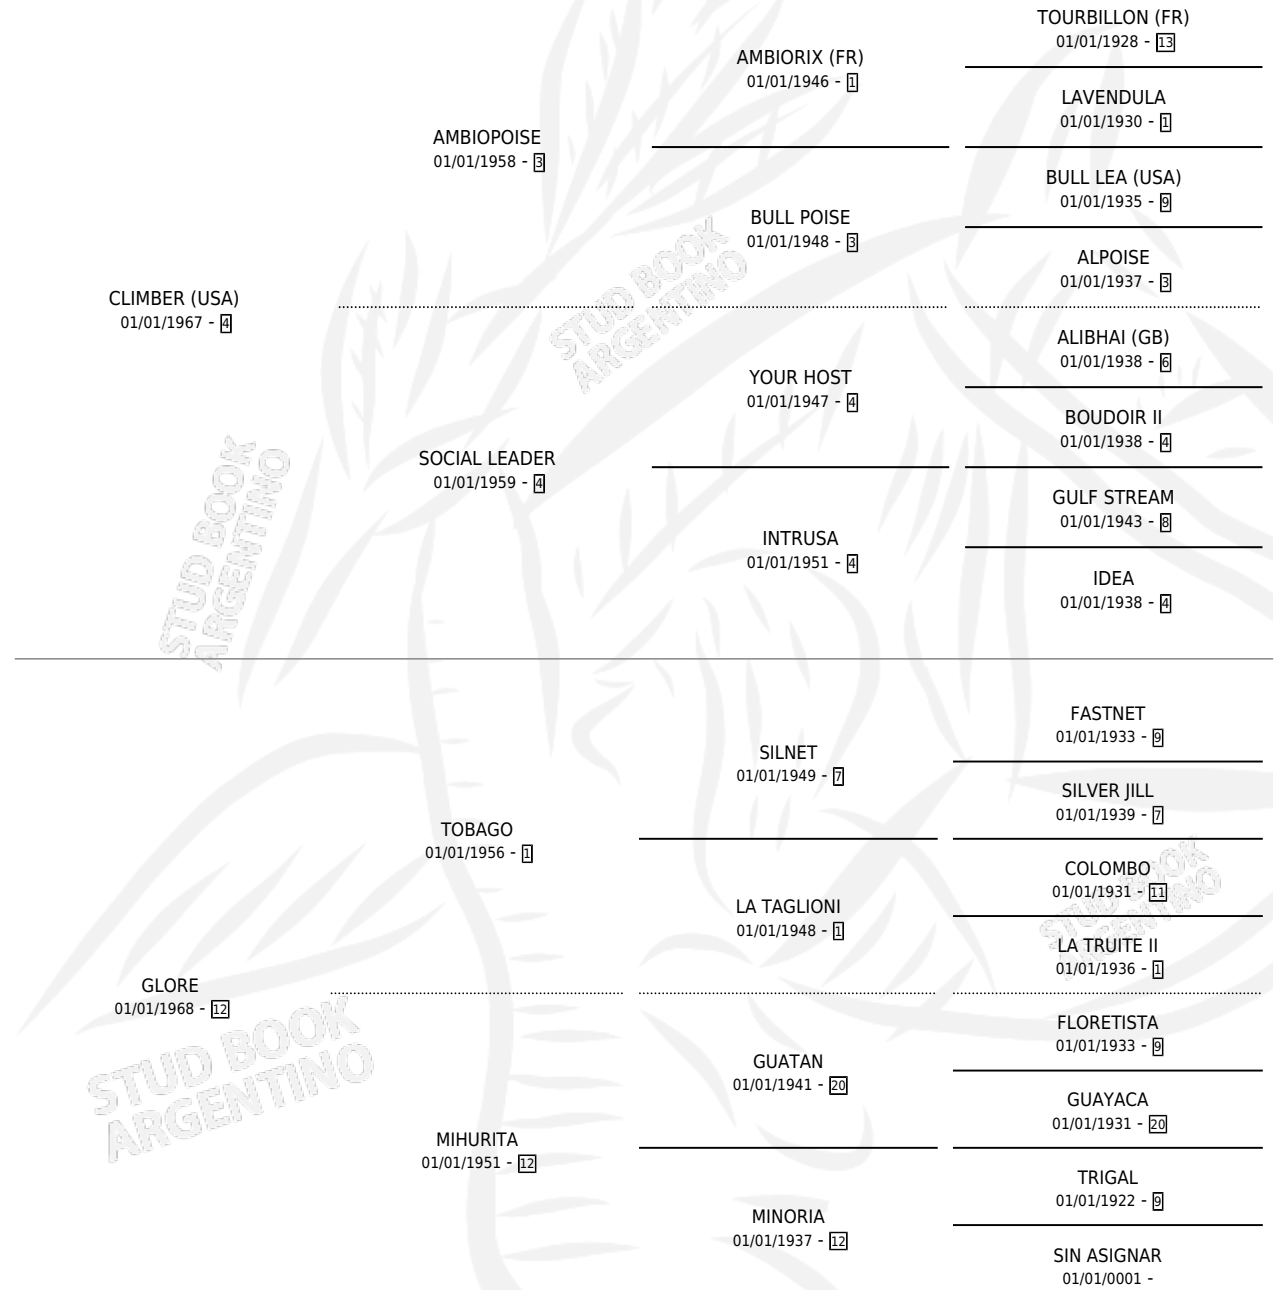 TOURBILLON (FR)
01/01/1928 - 13
AMBIORIX (FR)
01/01/1946 - 1
LAVENDULA
01/01/1930 - 1
AMBIOPOISE
01/01/1958 - 3
BULL LEA (USA)
01/01/1935 - 9
BULL POISE
01/01/1948 - 3
ALPOISE
01/01/1937 - 3
CLIMBER (USA)
01/01/1967 - 4
ALIBHAI (GB)
01/01/1938 - 6
YOUR HOST
01/01/1947 - 4
BOUDOIR II
01/01/1938 - 4
SOCIAL LEADER
01/01/1959 - 4
GULF STREAM
01/01/1943 - 8
INTRUSA
01/01/1951 - 4
IDEA
01/01/1938 - 4
STUD BOOK
ARGENTINO
STUD BOOK
ARGENTINO
FASTNET
01/01/1933 - 9
SILNET
01/01/1949 - 7
SILVER JILL
01/01/1939 - 7
TOBAGO
01/01/1956 - 1
COLOMBO
01/01/1931 - 11
LA TAGLIONI
01/01/1948 - 1
LA TRUITE II
01/01/1936 - 1
STUD BOOK
ARGENTINO
GLORE
01/01/1968 - 12
FLORETISTA
01/01/1933 - 9
GUATAN
01/01/1941 - 20
GUAYACA
01/01/1931 - 20
STUD BOOK
ARGENTINO
MIHURITA
01/01/1951 - 12
TRIGAL
01/01/1922 - 9
MINORIA
01/01/1937 - 12
SIN ASIGNAR
01/01/0001 -